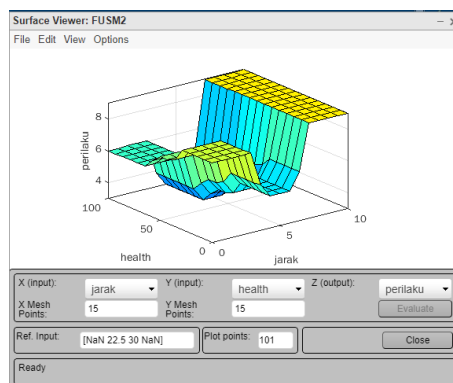 Surface Viewer: FUSM2
File Edit View Options
8
6
4
perilaku
100
50
0
health
0
5
10
jarak
X (input): jarak Y (input): health Z (output): perilaku
X Mesh Points: 15 Y Mesh Points: 15 Evaluate
Ref. Input: [NaN 22.5 30 NaN] Plot points: 101 Close
Ready